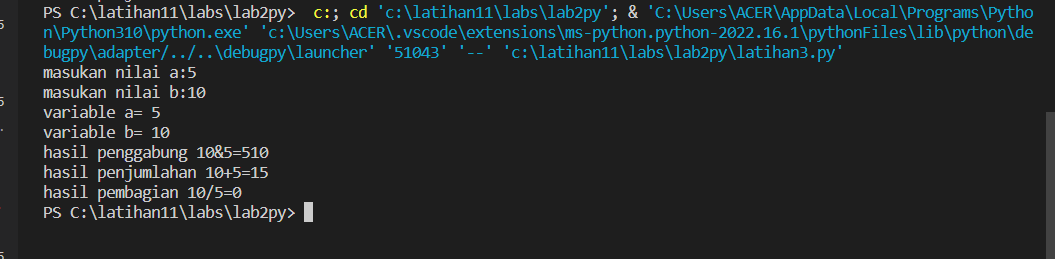 PS C:\latihan11\labs\lab2py>  c:; cd 'c:\latihan11\labs\lab2py'; & 'C:\Users\ACER\AppData\Local\Programs\Pytho
n\Python310\python.exe' 'c:\Users\ACER\.vscode\extensions\ms-python.python-2022.16.1\pythonFiles\lib\python\de
bugpy\adapter/../..\debugpy\launcher' '51043' '--' 'c:\latihan11\labs\lab2py\latihan3.py'
masukan nilai a:5
masukan nilai b:10
variable a= 5
variable b= 10
hasil penggabung 10&5=510
hasil penjumlahan 10+5=15
hasil pembagian 10/5=0
PS C:\latihan11\labs\lab2py>